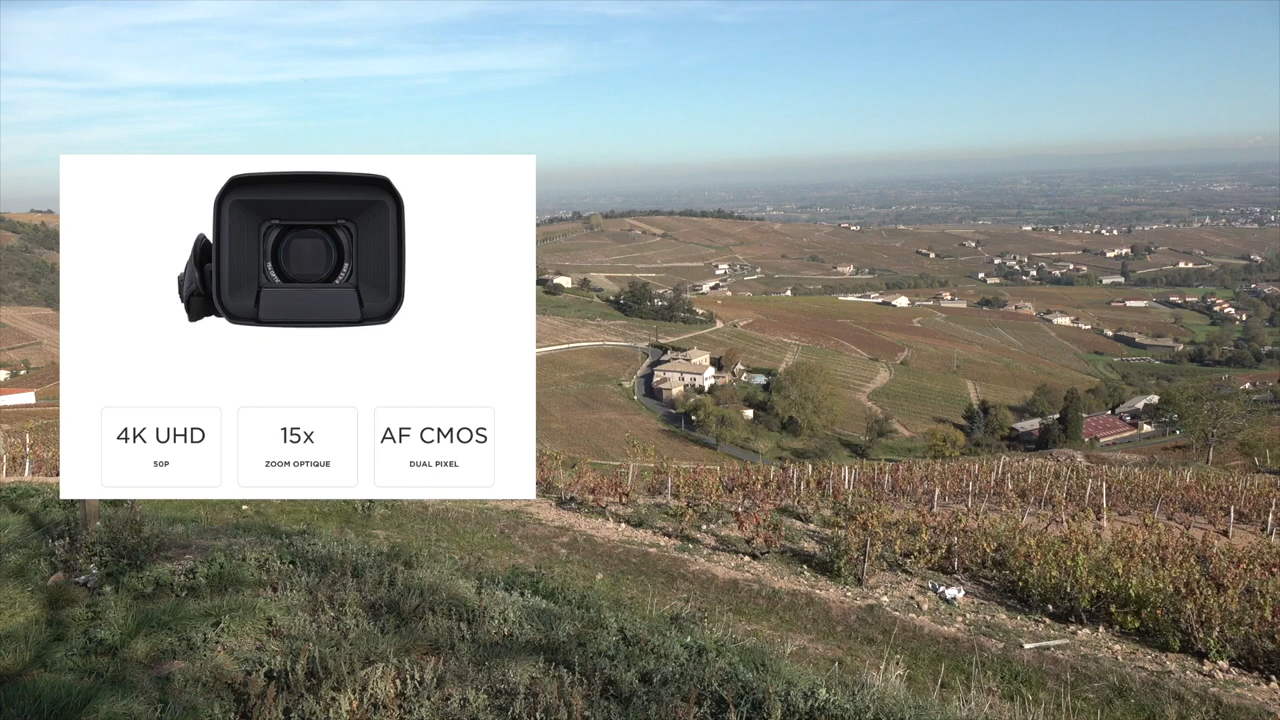 4K UHD
50P
15x
ZOOM OPTIQUE
AF CMOS
DUAL PIXEL